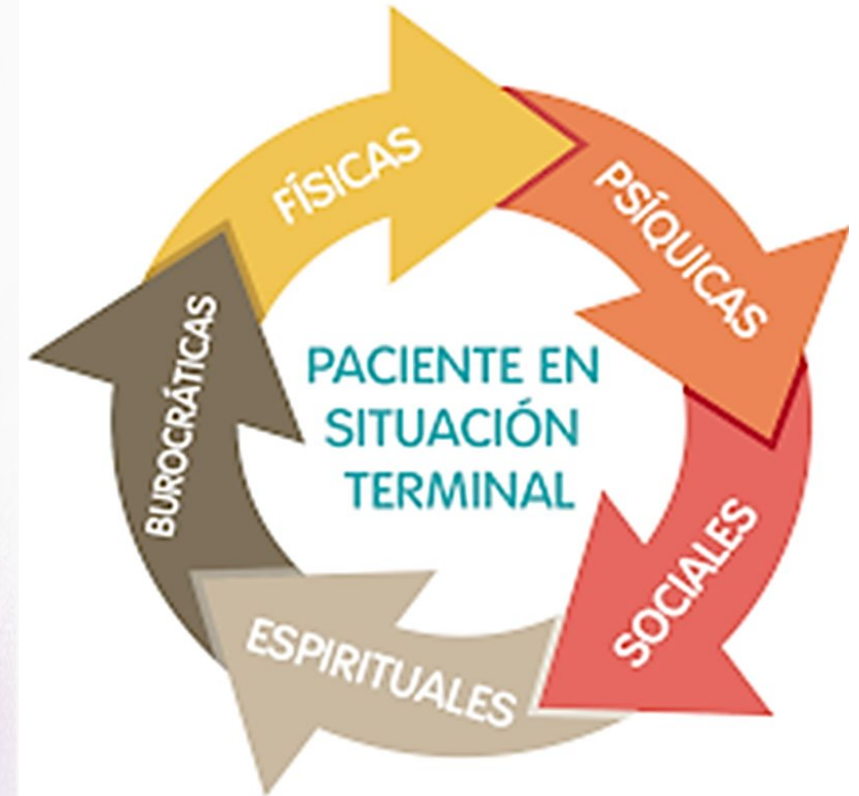 FÍSICAS
PSÍQUICAS
SOCIALES
ESPIRITUALES
BUROCRÁTICAS
PACIENTE EN
SITUACIÓN
TERMINAL